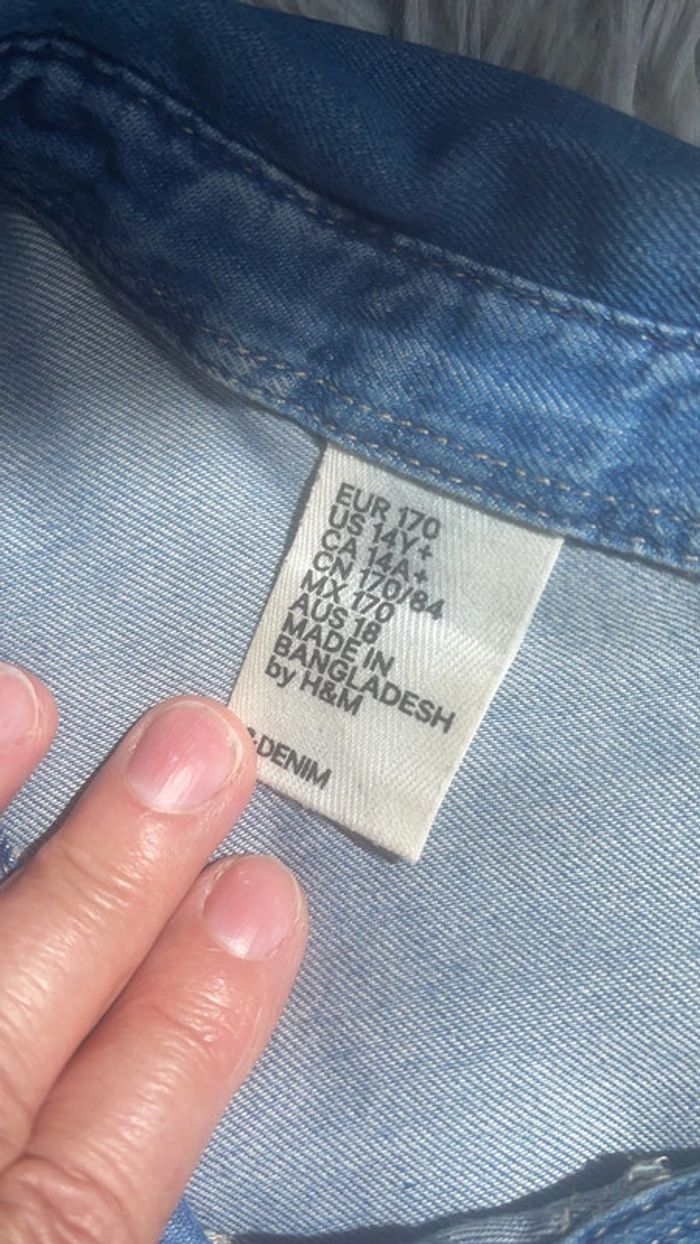 EUR 170
US 14Y+
CA 14A+
CN 170/84
MX 170
AUS 18
MADE IN
BANGLADESH
by H&M
DENIM